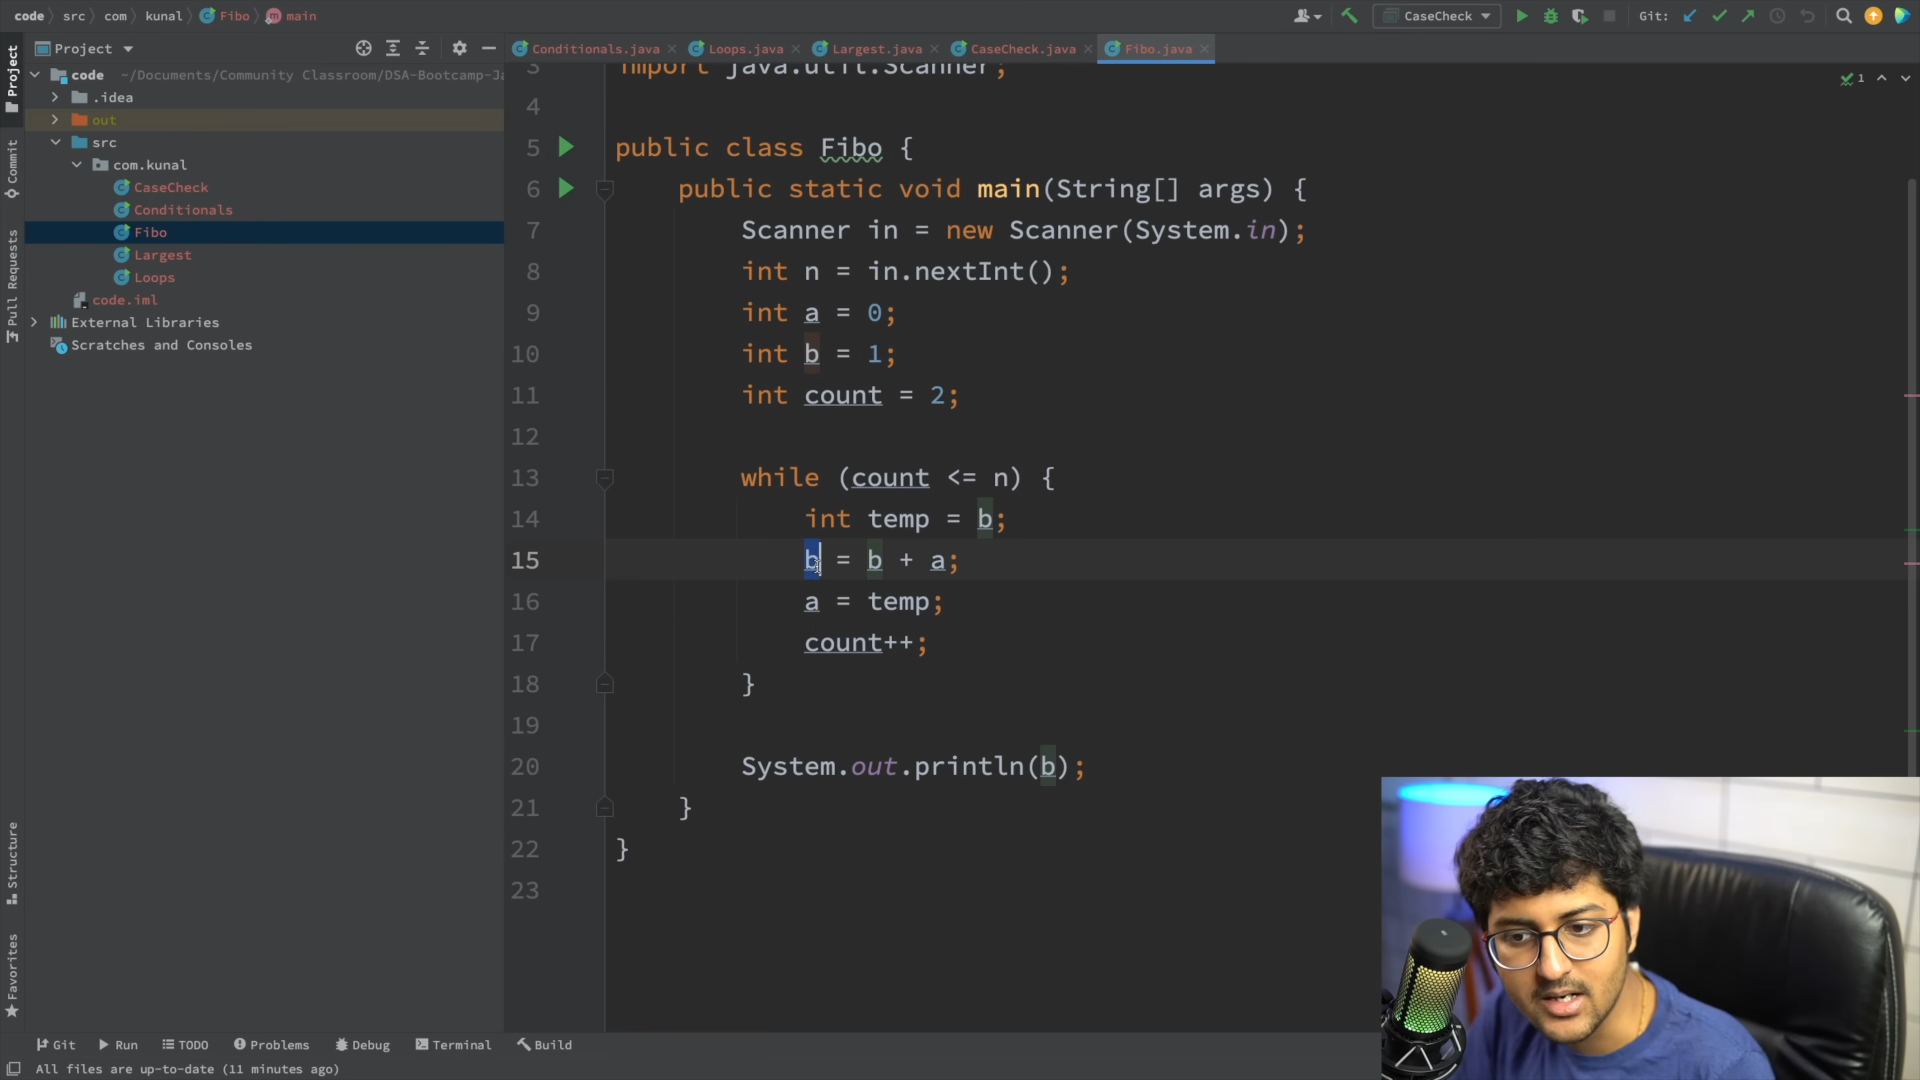 code
src
com
kunal
Fibo
main
CaseCheck
Git:
Project
Conditionals.java
Loops.java
Largest.java
CaseCheck.java
Fibo.java
Project
Commit
Pull Requests
Structure
Favorites
code ~/Documents/Community Classroom/DSA-Bootcamp-Ja
.idea
out
src
com.kunal
CaseCheck
Conditionals
Fibo
Largest
Loops
code.iml
External Libraries
Scratches and Consoles
1
3 import java.util.Scanner;
4
5 public class Fibo {
6 public static void main(String[] args) {
7 Scanner in = new Scanner(System.in);
8 int n = in.nextInt();
9 int a = 0;
10 int b = 1;
11 int count = 2;
12
13 while (count <= n) {
14 int temp = b;
15 b = b + a;
16 a = temp;
17 count++;
18 }
19
20 System.out.println(b);
21 }
22 }
23
Git
Run
TODO
Problems
Debug
Terminal
Build
All files are up-to-date (11 minutes ago)